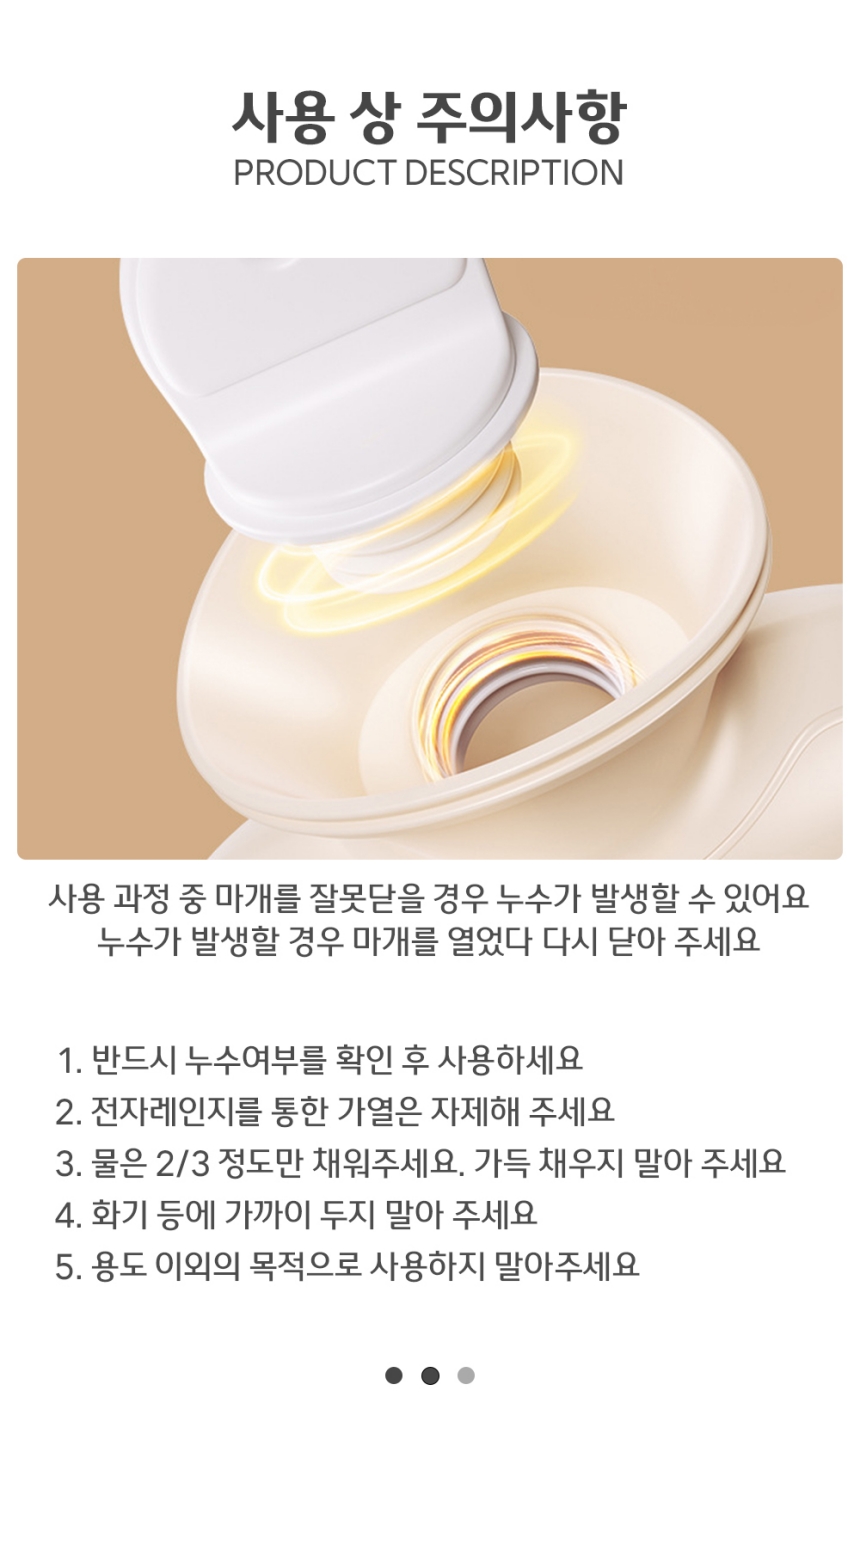 사용 상 주의사항
PRODUCT DESCRIPTION
사용 과정 중 마개를 잘못닫을 경우 누수가 발생할 수 있어요
누수가 발생할 경우 마개를 열었다 다시 닫아 주세요
1. 반드시 누수여부를 확인 후 사용하세요
2. 전자레인지를 통한 가열은 자제해 주세요
3. 물은 2/3 정도만 채워주세요. 가득 채우지 말아 주세요
4. 화기 등에 가까이 두지 말아 주세요
5. 용도 이외의 목적으로 사용하지 말아주세요